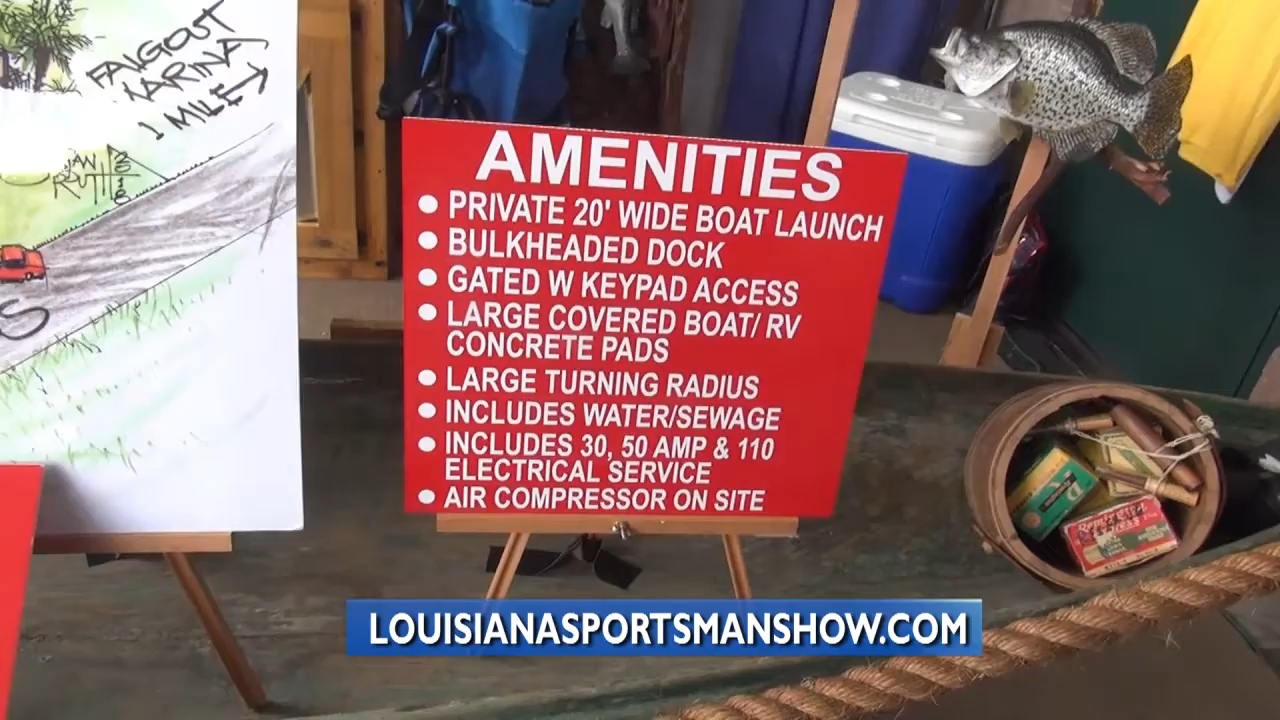 FALGOUT
MARINA
1 MILE
AMENITIES
• PRIVATE 20' WIDE BOAT LAUNCH
• BULKHEADED DOCK
• GATED W KEYPAD ACCESS
• LARGE COVERED BOAT/ RV
CONCRETE PADS
• LARGE TURNING RADIUS
• INCLUDES WATER/SEWAGE
• INCLUDES 30, 50 AMP & 110
ELECTRICAL SERVICE
• AIR COMPRESSOR ON SITE
LOUISIANASPORTSMANSHOW.COM